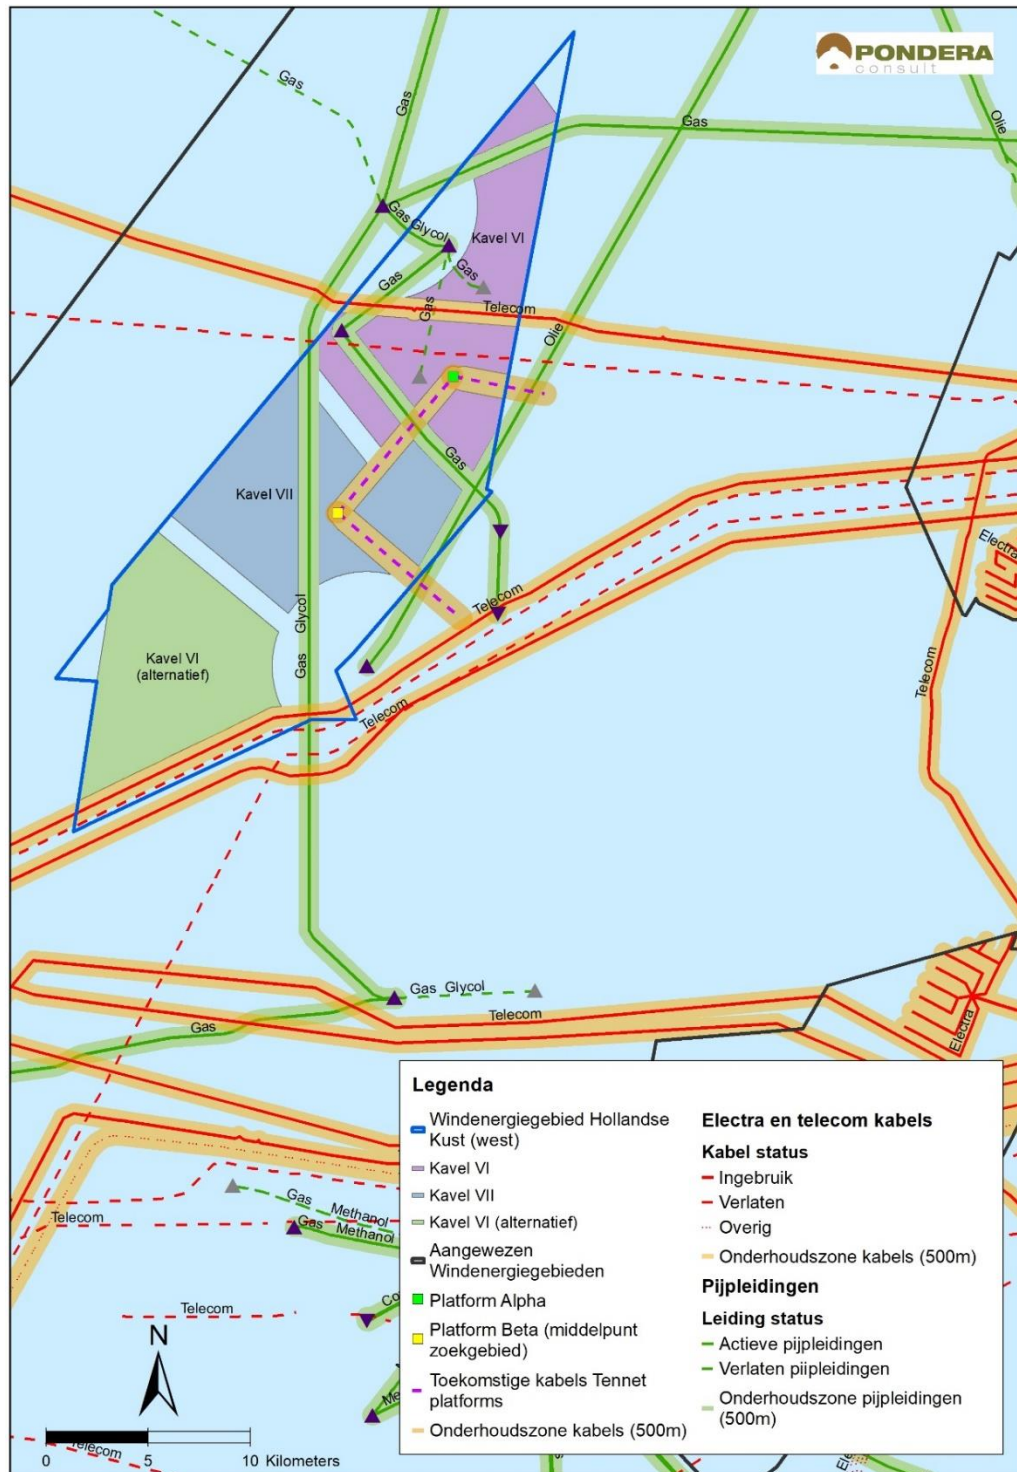 PONDERA
consult
Gas
Gas
Gas
Olie
Gas Glycol
Kavel VI
Gas
Gas
Gas
Telecom
Olie
Gas
Kavel VII
Electra
Telecom
Glycol
Gas
Kavel VI
(alternatief)
Telecom
Telecom
Gas Glycol
Telecom
Gas
Electra
Gas Methanol
Telecom
Gas Methanol
Telecom
N
Telecom
0 5 10 Kilometers
Legenda
Windenergiegebied Hollandse
Kust (west)
Kavel VI
Kavel VII
Kavel VI (alternatief)
Aangewezen
Windenergiegebieden
Platform Alpha
Platform Beta (middelpunt
zoekgebied)
Toekomstige kabels Tennet
platforms
Onderhoudszone kabels (500m)
Electra en telecom kabels
Kabel status
Ingebruik
Verlaten
Overig
Onderhoudszone kabels (500m)
Pijpleidingen
Leiding status
Actieve pijpleidingen
Verlaten pijpleidingen
Onderhoudszone pijpleidingen
(500m)